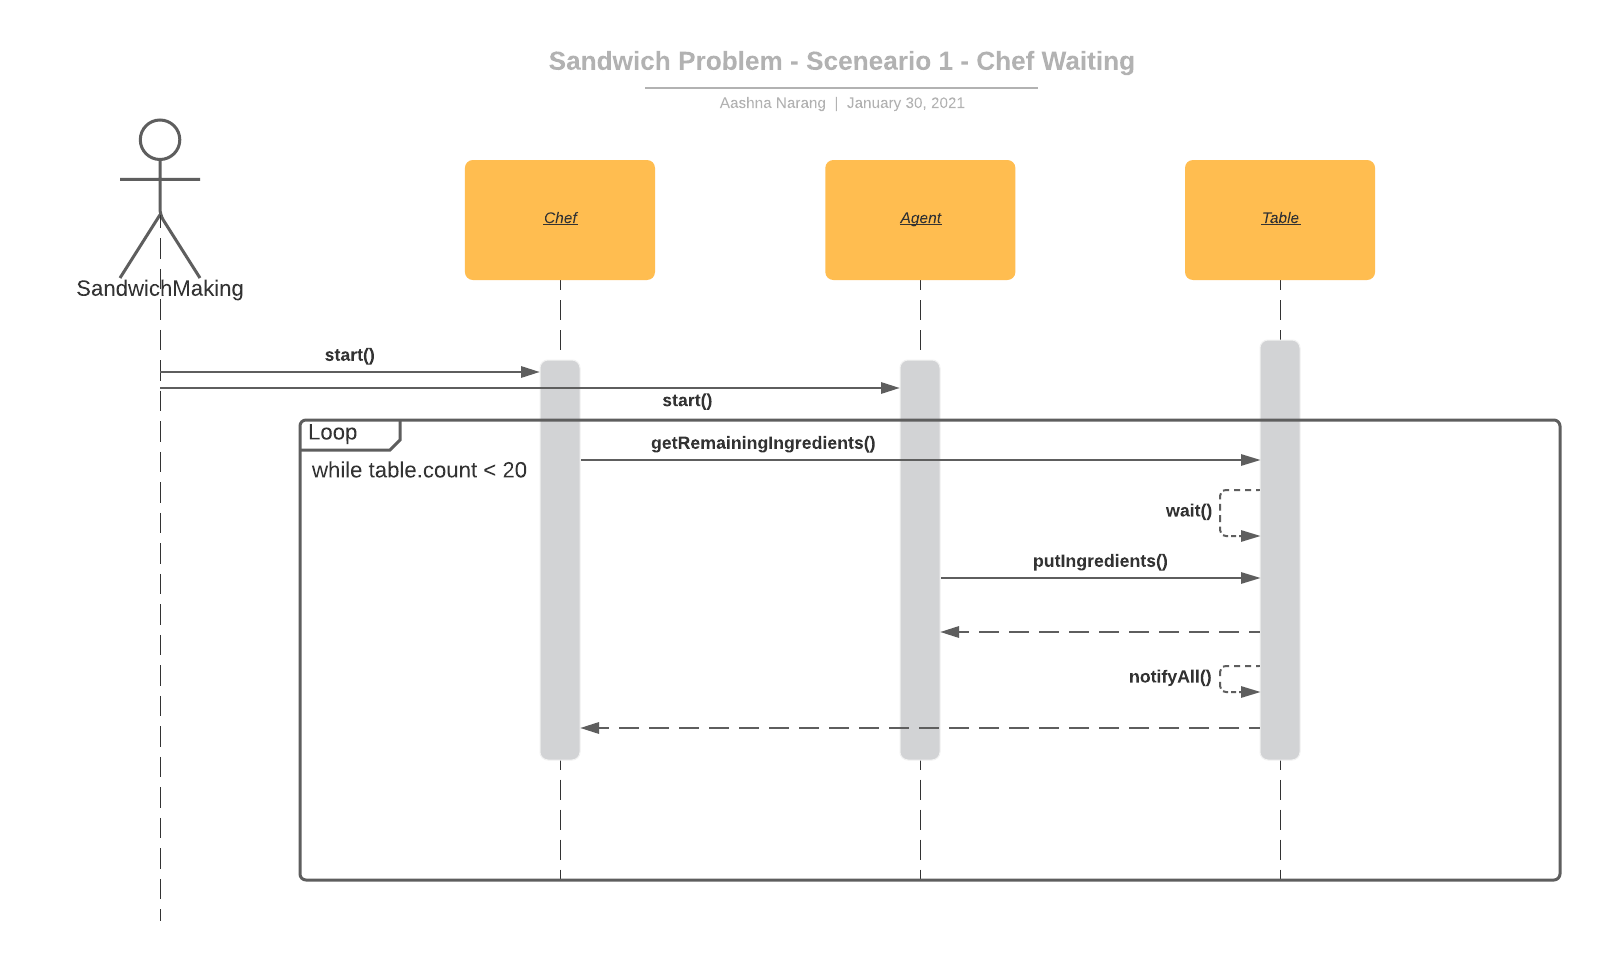 Sandwich Problem - Sceneario 1 - Chef Waiting
Aashna Narang | January 30, 2021
Chef
Agent
Table
SandwichMaking
start()
start()
Loop
getRemainingIngredients()
while table.count < 20
wait()
putIngredients()
notifyAll()